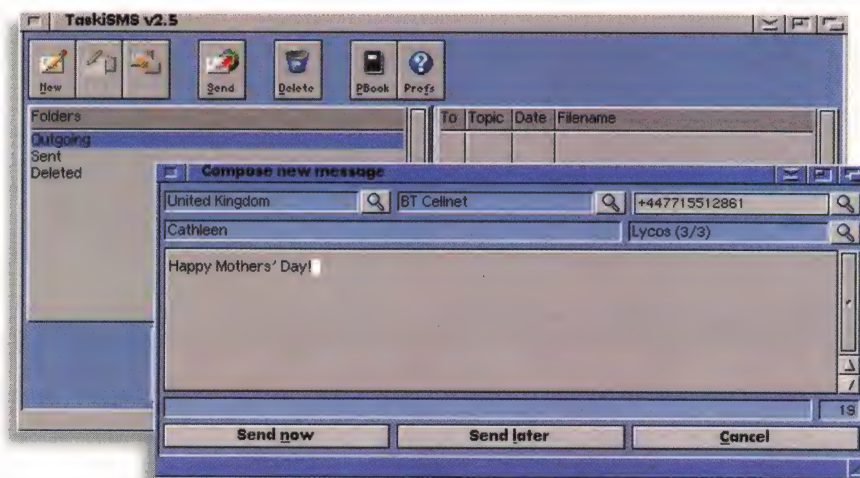 TaskiSMS v2.5
New
Send
Delete
PBook
Prefs
Folders
To Topic Date Filename
Outgoing
Sent
Deleted
Compose new message
United Kingdom
BT Cellnet
+447715512861
Cathleen
Lycos (3/3)
Happy Mothers' Day!
19
Send now
Send later
Cancel